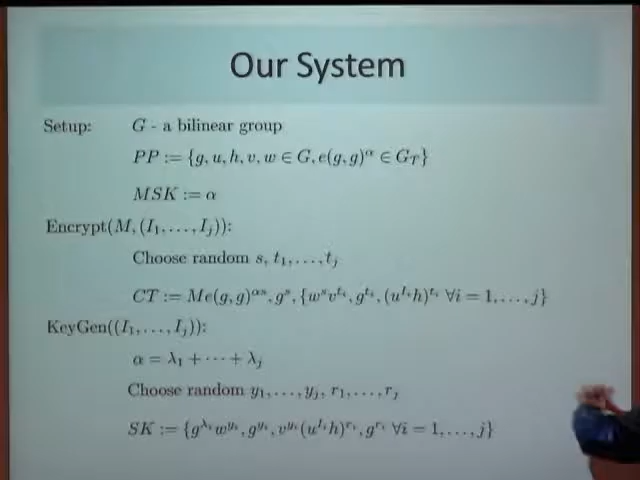 Our System
Setup: G - a bilinear group
PP := {g, u, h, v, w ∈ G, e(g, g)^α ∈ G_T}
MSK := α
Encrypt(M, (I_1, . . . , I_j)):
Choose random s, t_1, . . . , t_j
CT := Me(g, g)^{αs}, g^s, {w^s v^{t_i}, g^{t_i}, (u^{I_i}h)^{t_i} ∀i = 1, . . . , j}
KeyGen((I_1, . . . , I_j)):
α = λ_1 + · · · + λ_j
Choose random y_1, . . . , y_j, r_1, . . . , r_j
SK := {g^{λ_i} w^{y_i}, g^{y_i}, v^{y_i}(u^{I_i}h)^{r_i}, g^{r_i} ∀i = 1, . . . , j}